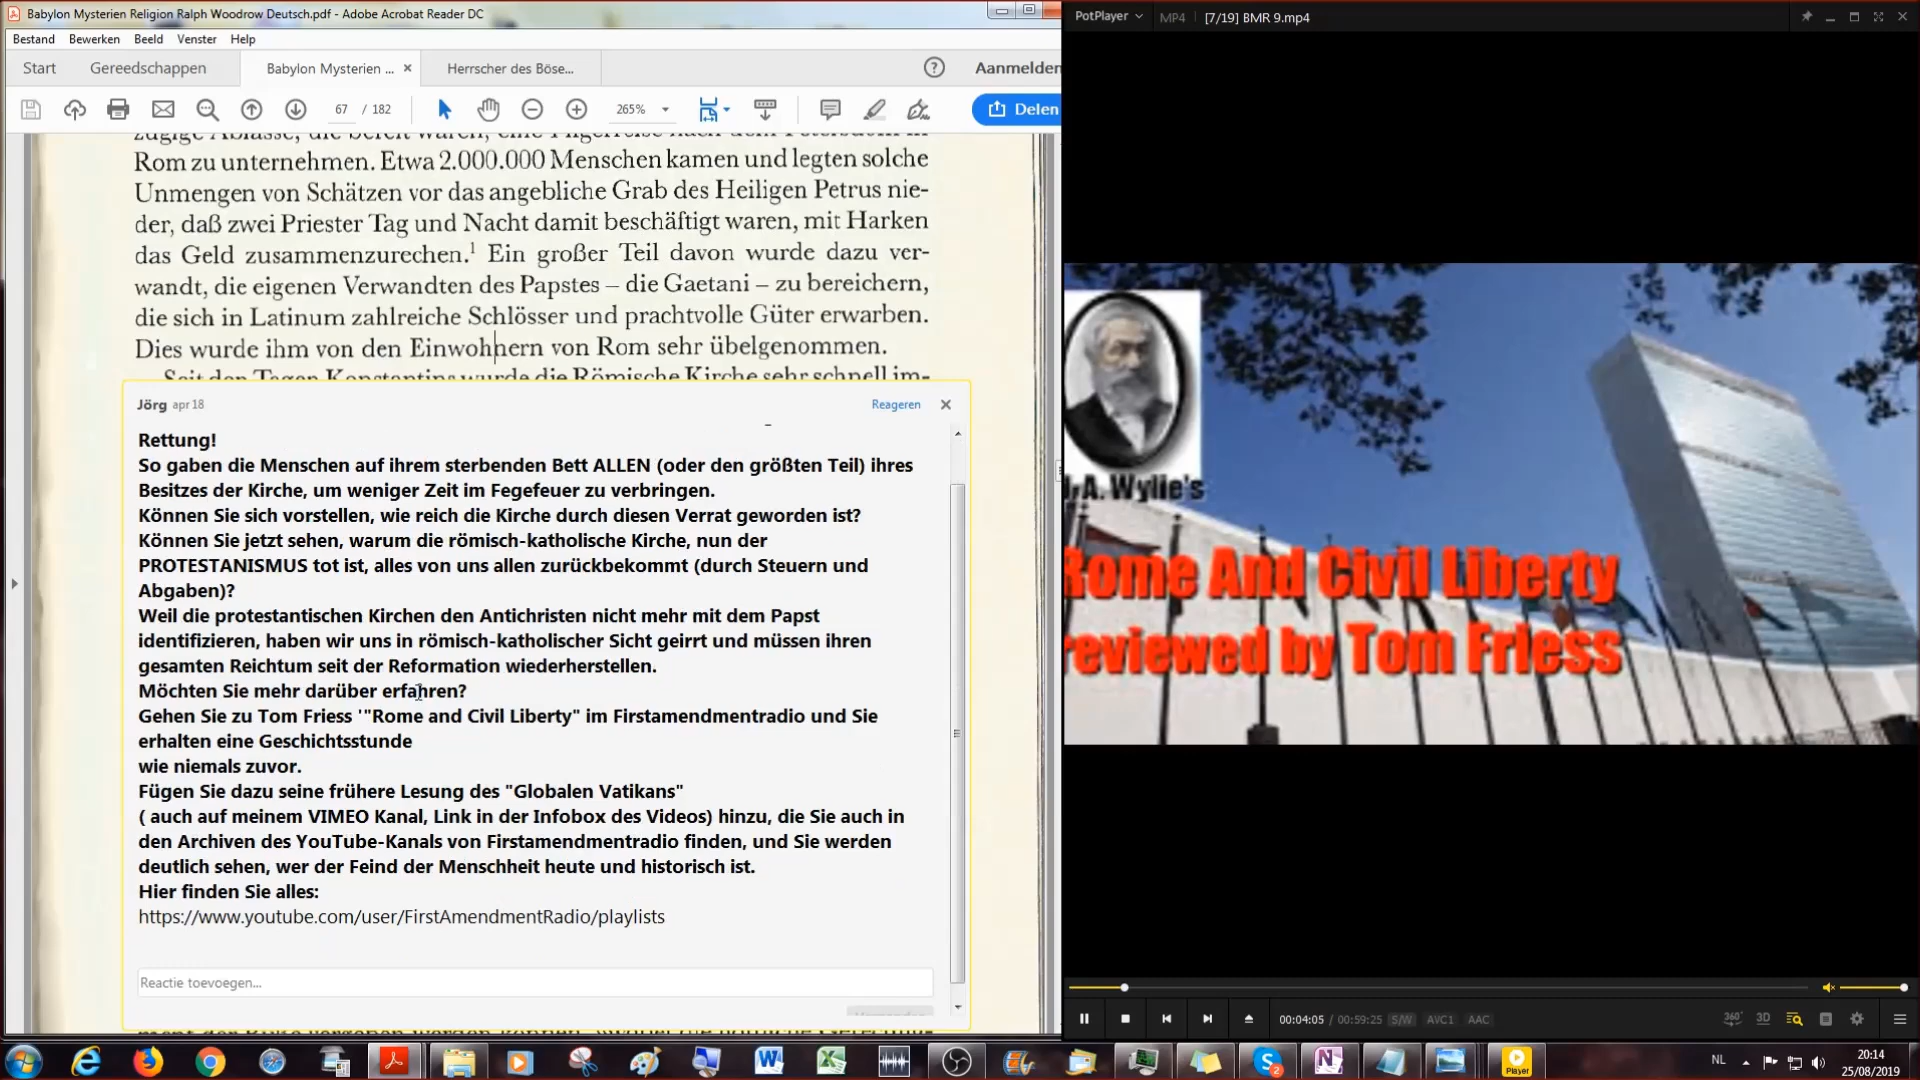 Babylon Mysterien Religion Ralph Woodrow Deutsch.pdf - Adobe Acrobat Reader DC
Bestand Bewerken Beeld Venster Help
Start Gereedschappen Babylon Mysterien ... × Herrscher des Böse... Anmelden
67 / 182 265% Delen
Rom zu unternehmen. Etwa 2.000.000 Menschen kamen und legten solche
Unmengen von Schätzen vor das angebliche Grab des Heiligen Petrus nie-
der, daß zwei Priester Tag und Nacht damit beschäftigt waren, mit Harken
das Geld zusammenzurechen.1 Ein großer Teil davon wurde dazu ver-
wandt, die eigenen Verwandten des Papstes – die Gaetani – zu bereichern,
die sich in Latinum zahlreiche Schlösser und prachtvolle Güter erwarben.
Dies wurde ihm von den Einwohnern von Rom sehr übelgenommen.
Seit den Tagen Konstantins wurde die Römische Kirche sehr schnell im-
Jörg apr 18 Reageren
Rettung!
So gaben die Menschen auf ihrem sterbenden Bett ALLEN (oder den größten Teil) ihres
Besitzes der Kirche, um weniger Zeit im Fegefeuer zu verbringen.
Können Sie sich vorstellen, wie reich die Kirche durch diesen Verrat geworden ist?
Können Sie jetzt sehen, warum die römisch-katholische Kirche, nun der
PROTESTANISMUS tot ist, alles von uns allen zurückbekommt (durch Steuern und
Abgaben)?
Weil die protestantischen Kirchen den Antichristen nicht mehr mit dem Papst
identifizieren, haben wir uns in römisch-katholischer Sicht geirrt und müssen ihren
gesamten Reichtum seit der Reformation wiederherstellen.
Möchten Sie mehr darüber erfahren?
Gehen Sie zu Tom Friess '"Rome and Civil Liberty" im Firstamendmentradio und Sie
erhalten eine Geschichtsstunde
wie niemals zuvor.
Fügen Sie dazu seine frühere Lesung des "Globalen Vatikans"
( auch auf meinem VIMEO Kanal, Link in der Infobox des Videos) hinzu, die Sie auch in
den Archiven des YouTube-Kanals von Firstamendmentradio finden, und Sie werden
deutlich sehen, wer der Feind der Menschheit heute und historisch ist.
Hier finden Sie alles:
https://www.youtube.com/user/FirstAmendmentRadio/playlists
Reactie toevoegen...
PotPlayer MP4 [7/19] BMR 9.mp4
A. Wylie's
Rome And Civil Liberty
reviewed by Tom Friess
00:04:05 / 00:59:25 S/W AVC1 AAC
360° 3D
NL 20:14
25/08/2019
Player